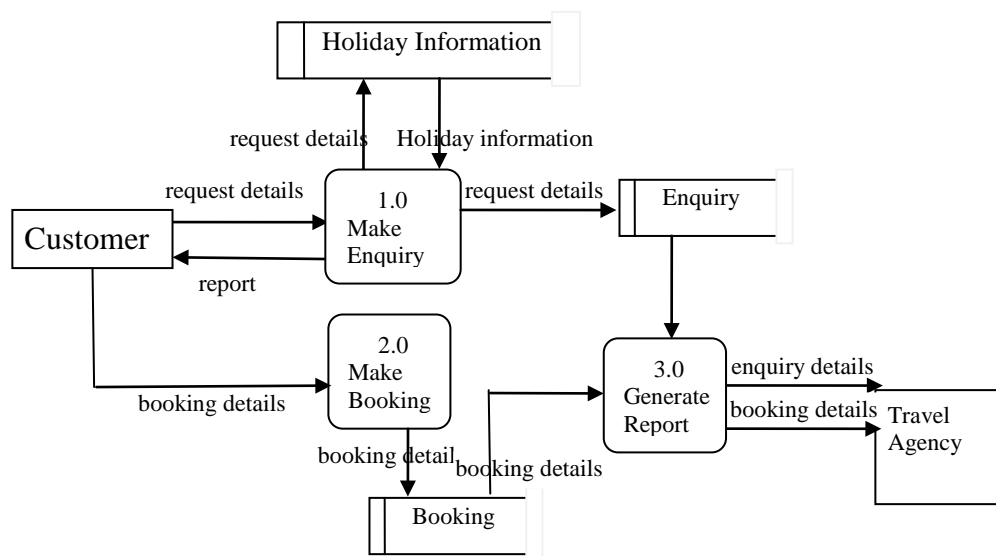 Holiday Information
request details
Holiday information
request details
1.0
Make
Enquiry
request details
Enquiry
Customer
report
2.0
Make
Booking
booking details
3.0
Generate
Report
enquiry details
booking details
Travel
Agency
booking detail
booking details
Booking